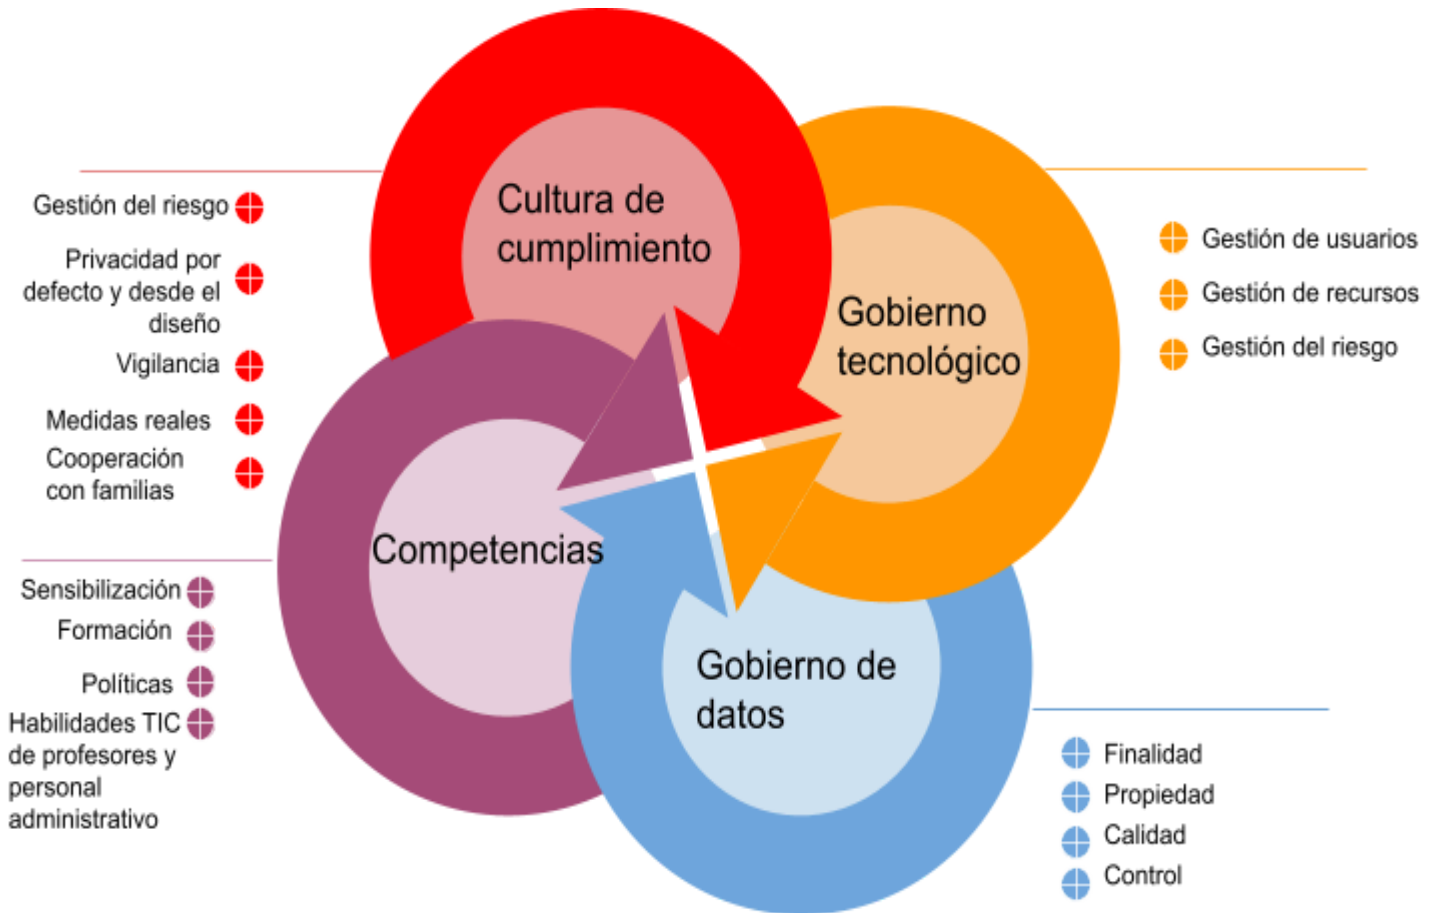 Cultura de
cumplimiento
Gestión del riesgo
Privacidad por
defecto y desde el
diseño
Vigilancia
Medidas reales
Cooperación
con familias
Gobierno
tecnológico
Gestión de usuarios
Gestión de recursos
Gestión del riesgo
Competencias
Sensibilización
Formación
Políticas
Habilidades TIC
de profesores y
personal
administrativo
Gobierno de
datos
Finalidad
Propiedad
Calidad
Control